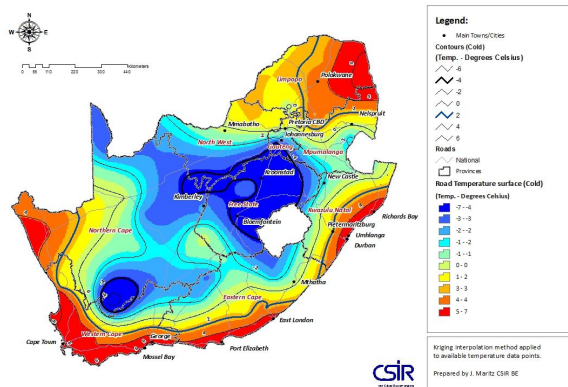 N
W
E
S
Kilometers
0
55
110
220
330
440
Legend:
Main Towns/Cities
Contours (Cold)
(Temp. - Degrees Celsius)
-6
-4
-2
0
2
4
6
Roads
National
Provinces
Road Temperature surface (Cold)
(Temp. - Degrees Celsius)
-7 - -4
-3 - -3
-2 - -2
-1 - -2
-1 - -1
0 - 0
1 - 2
3 - 3
4 - 4
5 - 7
Limpopo
Polokwane
Nelspruit
Mmabatho
Pretoria CBD
Johannesburg
North West
Gauteng
Mpumalanga
Kroonstad
New Castle
Kimberley
Free State
Bloemfontein
Kwazulu Natal
Richards Bay
Pietermaritzburg
Umhlanga
Durban
Northern Cape
Mthatha
Eastern Cape
East London
Western Cape
George
Port Elizabeth
Cape Town
Mossel Bay
CSIR
Kriging interpolation method applied
to available temperature data points.
Prepared by J. Maritz CSIR BE